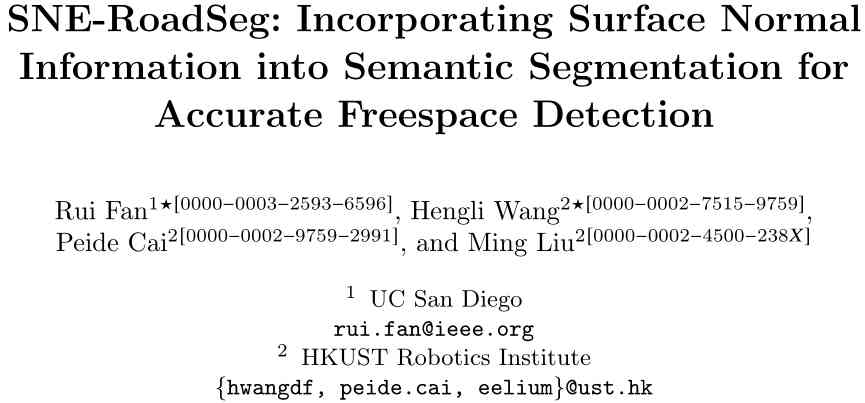 SNE-RoadSeg: Incorporating Surface Normal
Information into Semantic Segmentation for
Accurate Freespace Detection
Rui Fan1⋆[0000−0003−2593−6596], Hengli Wang2⋆[0000−0002−7515−9759],
Peide Cai2[0000−0002−9759−2991], and Ming Liu2[0000−0002−4500−238X]
1 UC San Diego
rui.fan@ieee.org
2 HKUST Robotics Institute
{hwangdf, peide.cai, eelium}@ust.hk